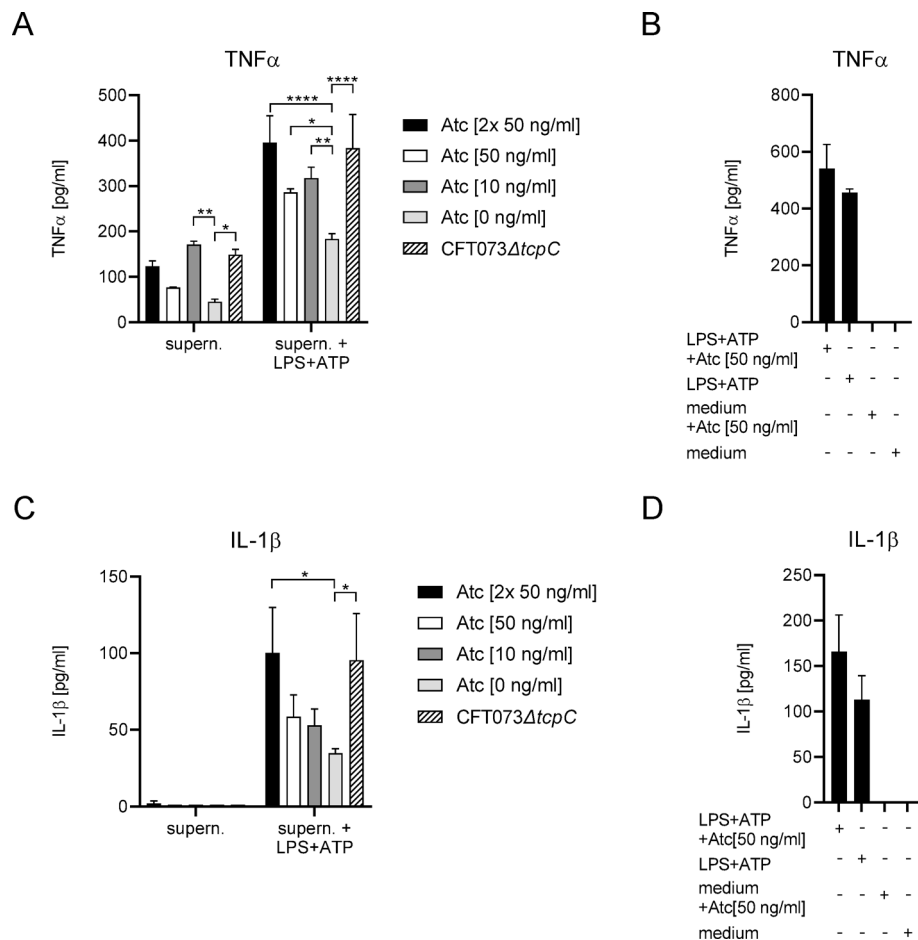 A
TNFα
TNFα [pg/ml]
500
400
300
200
100
0
**
*
****
*
**
****
supern.
supern. +
LPS+ATP
Atc [2x 50 ng/ml]
Atc [50 ng/ml]
Atc [10 ng/ml]
Atc [0 ng/ml]
CFT073ΔtcpC
B
TNFα
TNFα [pg/ml]
800
600
400
200
0
LPS+ATP
+Atc [50 ng/ml] + - - -
LPS+ATP - + - -
medium
+Atc [50 ng/ml] - - + -
medium - - - +
C
IL-1β
IL-1β [pg/ml]
150
100
50
0
*
*
supern.
supern. +
LPS+ATP
Atc [2x 50 ng/ml]
Atc [50 ng/ml]
Atc [10 ng/ml]
Atc [0 ng/ml]
CFT073ΔtcpC
D
IL-1β
IL-1β [pg/ml]
250
200
150
100
50
0
LPS+ATP
+Atc[50 ng/ml] + - - -
LPS+ATP - + - -
medium
+Atc[50 ng/ml] - - + -
medium - - - +